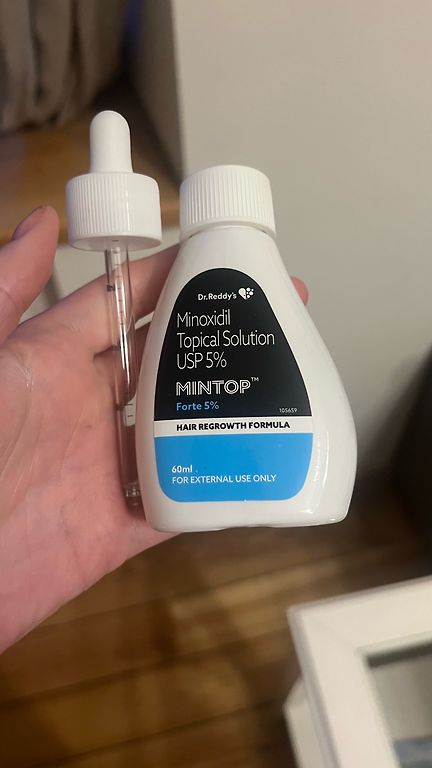 Dr.Reddy's
Minoxidil
Topical Solution
USP 5%
MINTOP™
Forte 5%
105659
HAIR REGROWTH FORMULA
60ml
FOR EXTERNAL USE ONLY